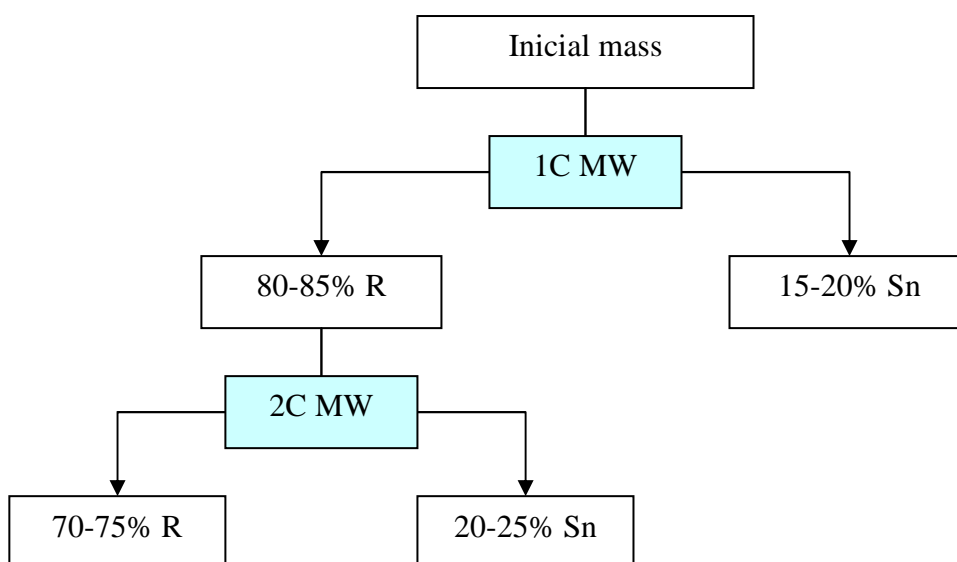 Inicial mass
1C MW
80-85% R
15-20% Sn
2C MW
70-75% R
20-25% Sn